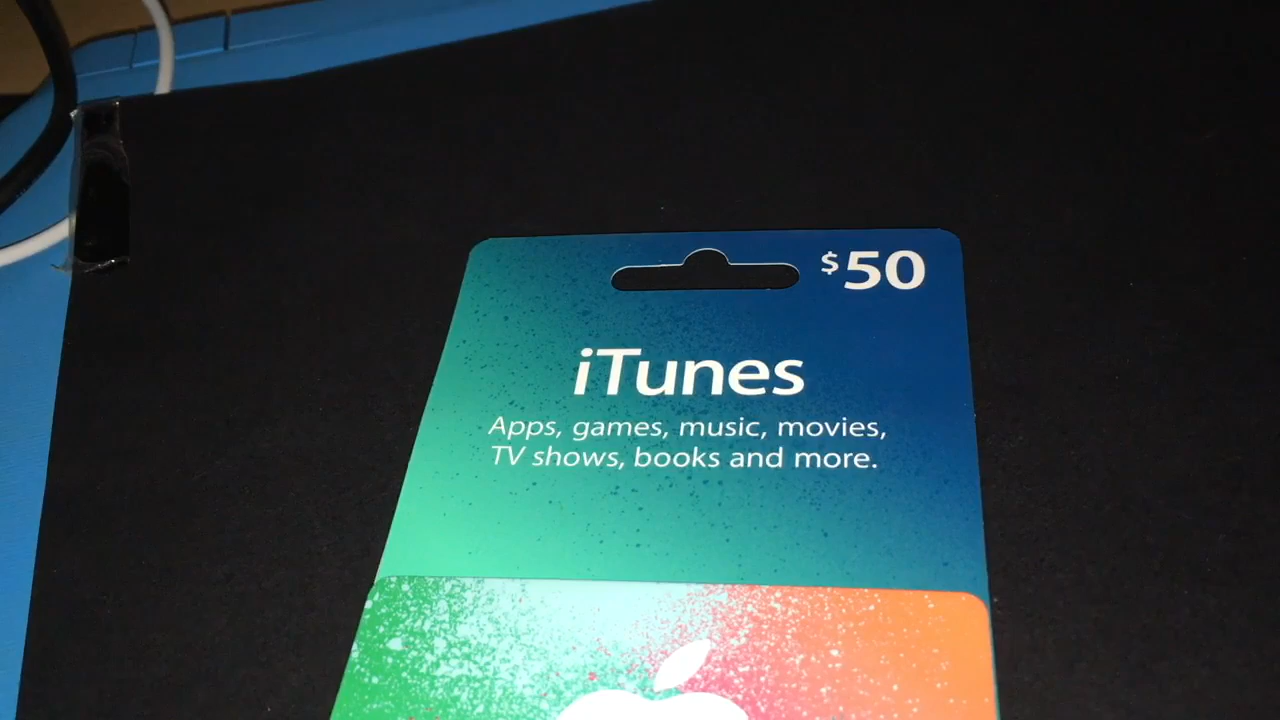 $50
iTunes
Apps, games, music, movies,
TV shows, books and more.